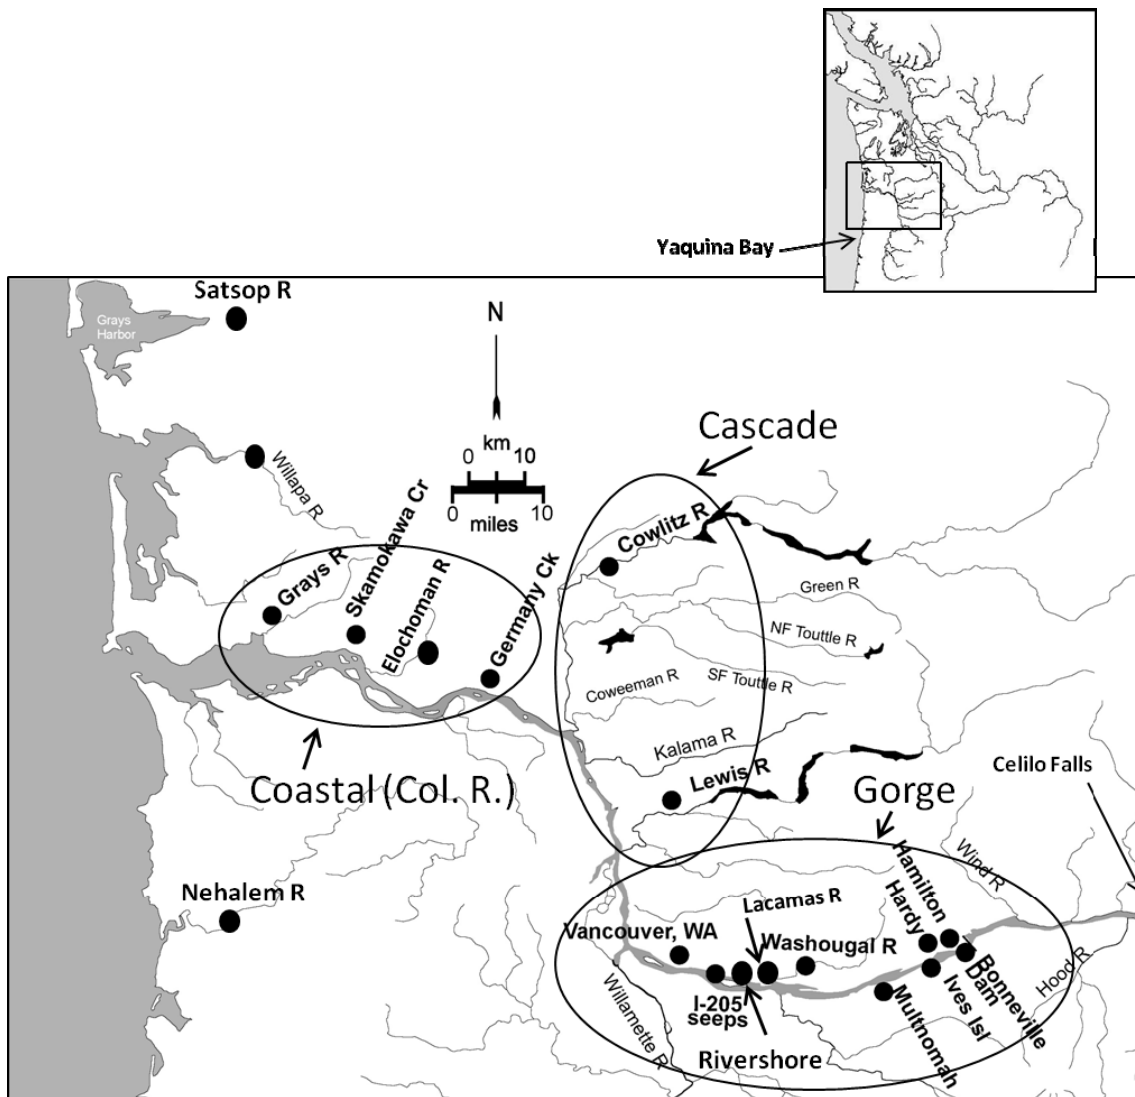 Yaquina Bay
Satsop R
Grays
Harbor
N
km
0 10
0 10
miles
Cascade
Willapa R
Skamokawa Cr
Cowlitz R
Grays R
Elochoman R
Germany Ck
Green R
NF Touttle R
SF Touttle R
Coweeman R
Kalama R
Lewis R
Coastal (Col. R.)
Gorge
Celilo Falls
Nehalem R
Hamilton
Hardy
Wind R
Lacamas R
Vancouver, WA
Washougal R
I-205
seeps
Rivershore
Willamette R
Multnomah
Ives Isl
Bonneville
Dam
Hood R